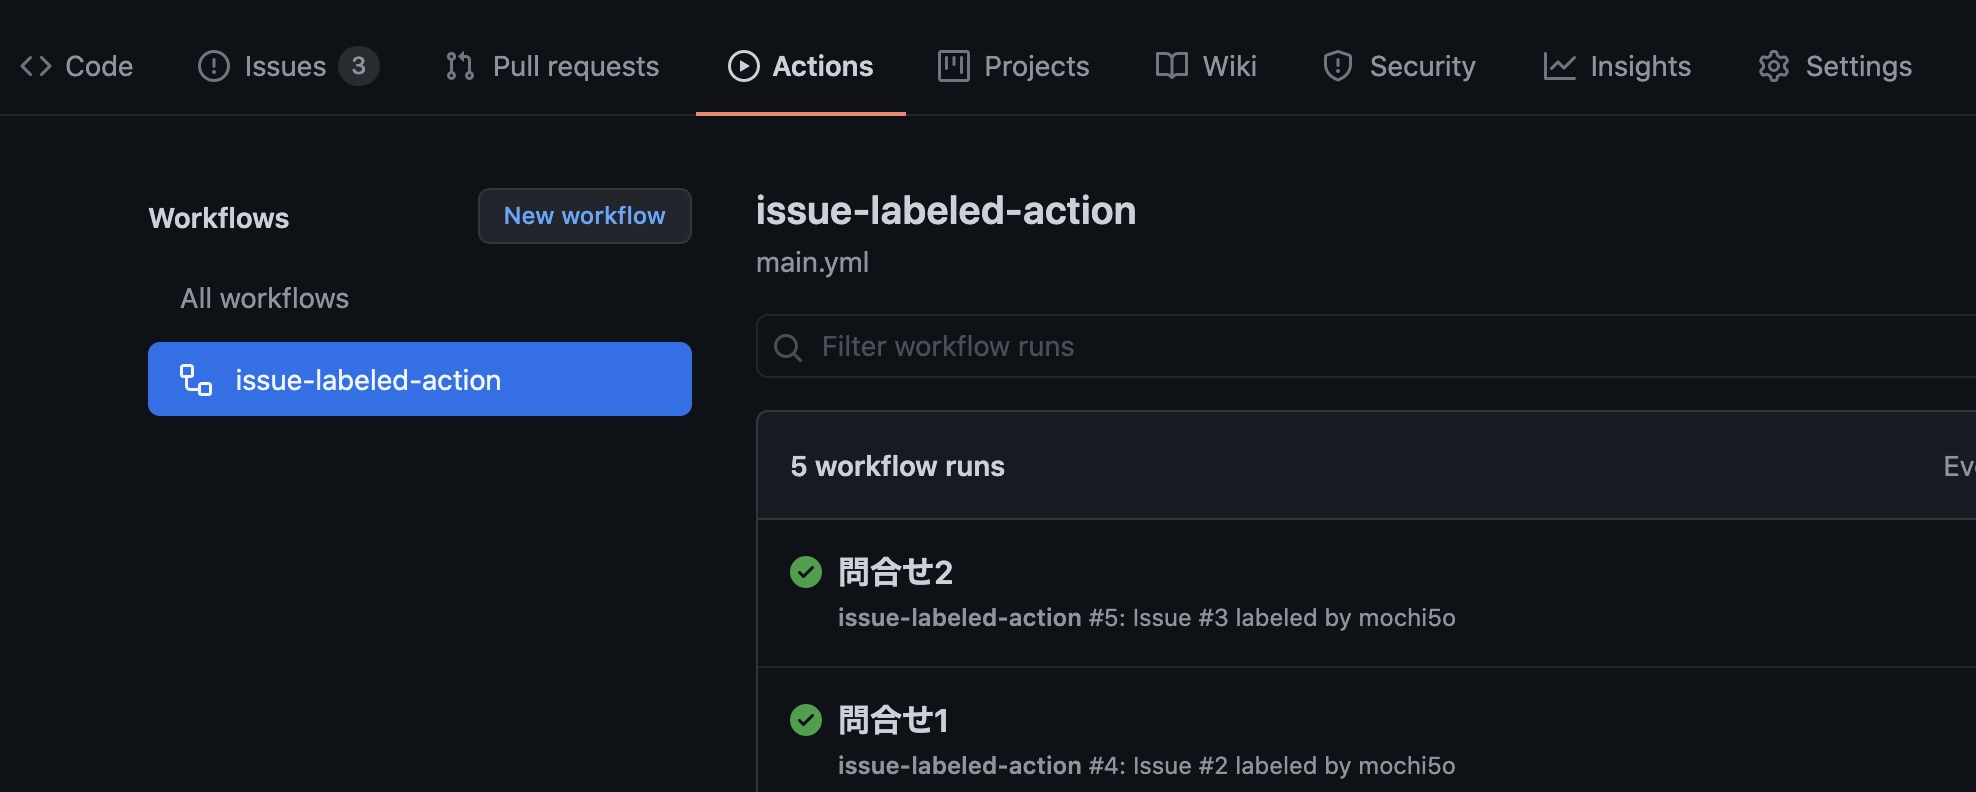 Code Issues 3 Pull requests Actions Projects Wiki Security Insights Settings
Workflows
New workflow
All workflows
issue-labeled-action
issue-labeled-action
main.yml
Filter workflow runs
5 workflow runs
問合せ2
issue-labeled-action #5: Issue #3 labeled by mochi5o
問合せ1
issue-labeled-action #4: Issue #2 labeled by mochi5o